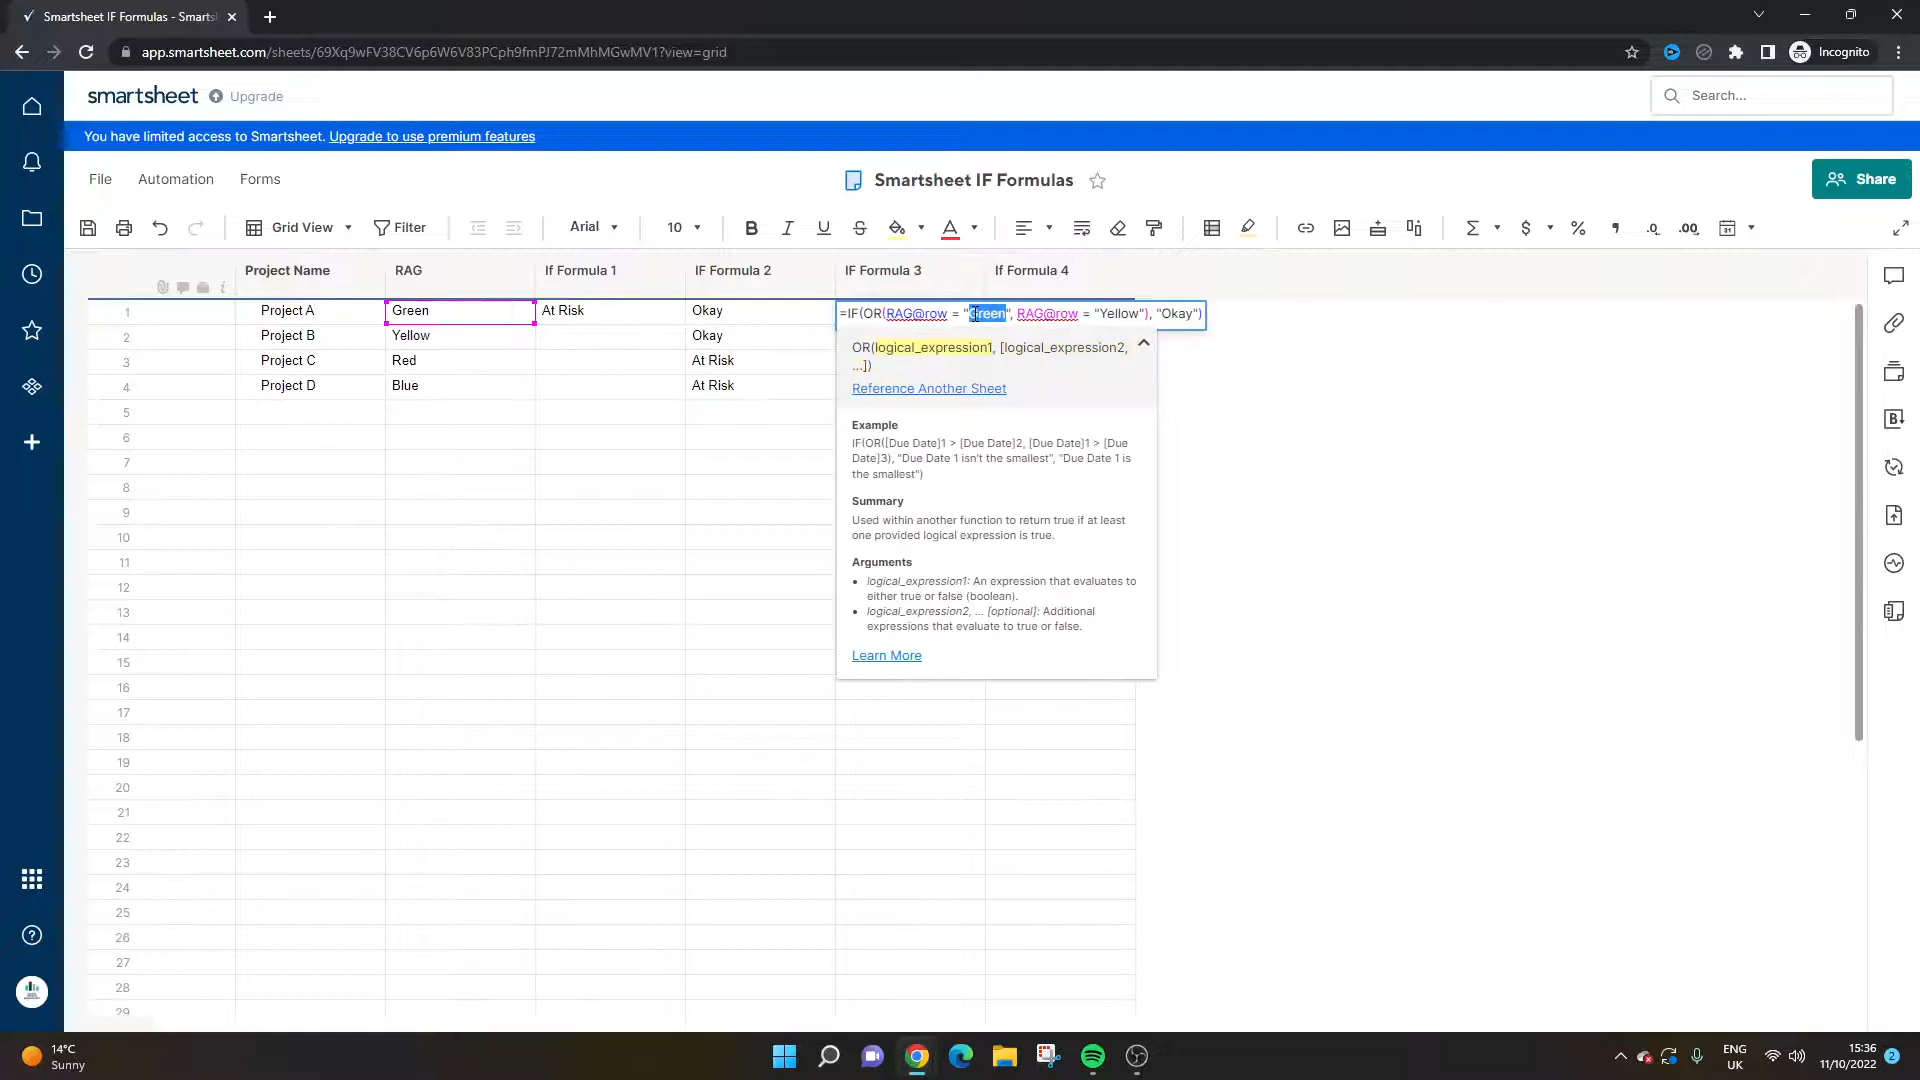 Smartsheet IF Formulas - Smarts
app.smartsheet.com/sheets/69Xq9wFV38CV6p6W6V83PCph9fmPJ72mMhMGwMV1?view=grid
Incognito
smartsheet
Upgrade
Search...
You have limited access to Smartsheet. Upgrade to use premium features
File Automation Forms
Smartsheet IF Formulas
Share
Grid View Filter Arial 10 B I U S A Σ $ % .0 .00 31
Project Name RAG If Formula 1 IF Formula 2 IF Formula 3 If Formula 4
1 Project A Green At Risk Okay =IF(OR(RAG@row = "Green", RAG@row = "Yellow"), "Okay")
2 Project B Yellow Okay
3 Project C Red At Risk
4 Project D Blue At Risk
OR(logical_expression1, [logical_expression2,
...])
Reference Another Sheet
Example
IF(OR([Due Date]1 > [Due Date]2, [Due Date]1 > [Due
Date]3), "Due Date 1 isn't the smallest", "Due Date 1 is
the smallest")
Summary
Used within another function to return true if at least
one provided logical expression is true.
Arguments
logical_expression1: An expression that evaluates to
either true or false (boolean).
logical_expression2, ... [optional]: Additional
expressions that evaluate to true or false.
Learn More
5
6
7
8
9
10
11
12
13
14
15
16
17
18
19
20
21
22
23
24
25
26
27
28
29
14°C
Sunny
ENG
UK
15:36
11/10/2022
2